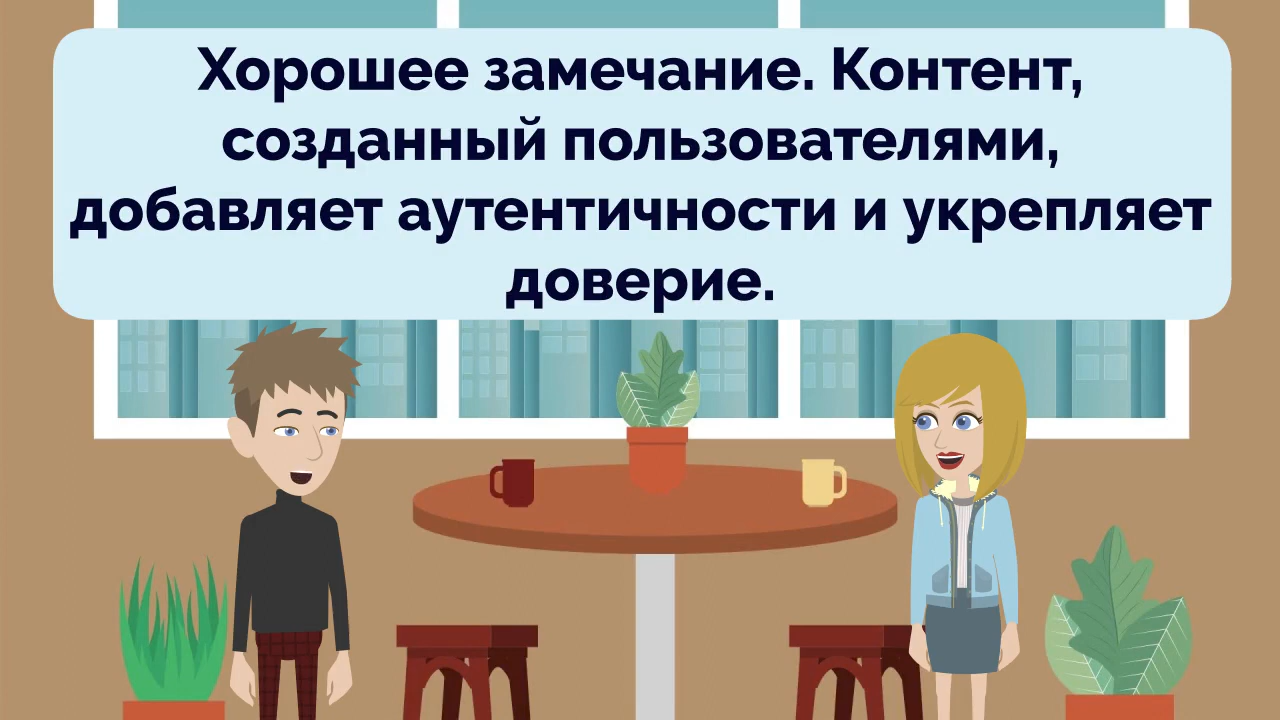 Хорошее замечание. Контент,
созданный пользователями,
добавляет аутентичности и укрепляет
доверие.